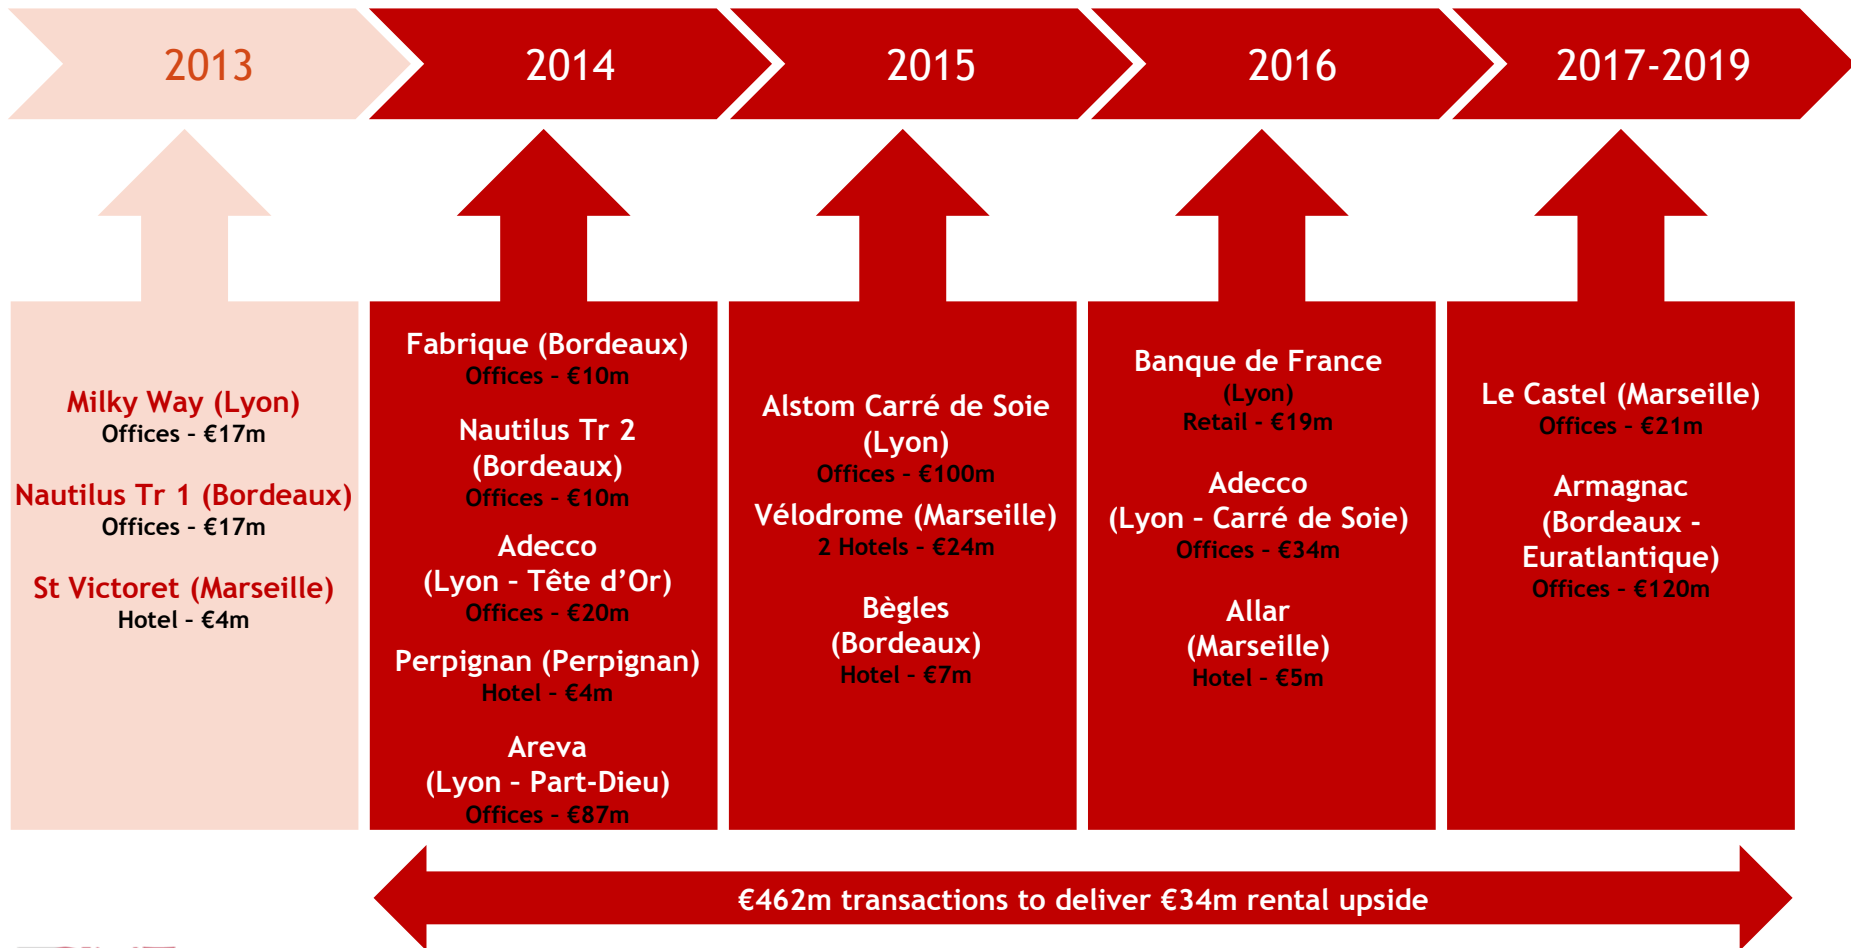 2013
2014
2015
2016
2017-2019
Milky Way (Lyon)
Offices - €17m
Nautilus Tr 1 (Bordeaux)
Offices - €17m
St Victoret (Marseille)
Hotel - €4m
Fabrique (Bordeaux)
Offices - €10m
Nautilus Tr 2
(Bordeaux)
Offices - €10m
Adecco
(Lyon - Tête d’Or)
Offices - €20m
Perpignan (Perpignan)
Hotel - €4m
Areva
(Lyon - Part-Dieu)
Offices - €87m
Alstom Carré de Soie
(Lyon)
Offices - €100m
Vélodrome (Marseille)
2 Hotels - €24m
Bègles
(Bordeaux)
Hotel - €7m
Banque de France
(Lyon)
Retail - €19m
Adecco
(Lyon - Carré de Soie)
Offices - €34m
Allar
(Marseille)
Hotel - €5m
Le Castel (Marseille)
Offices - €21m
Armagnac
(Bordeaux -
Euratlantique)
Offices - €120m
€462m transactions to deliver €34m rental upside